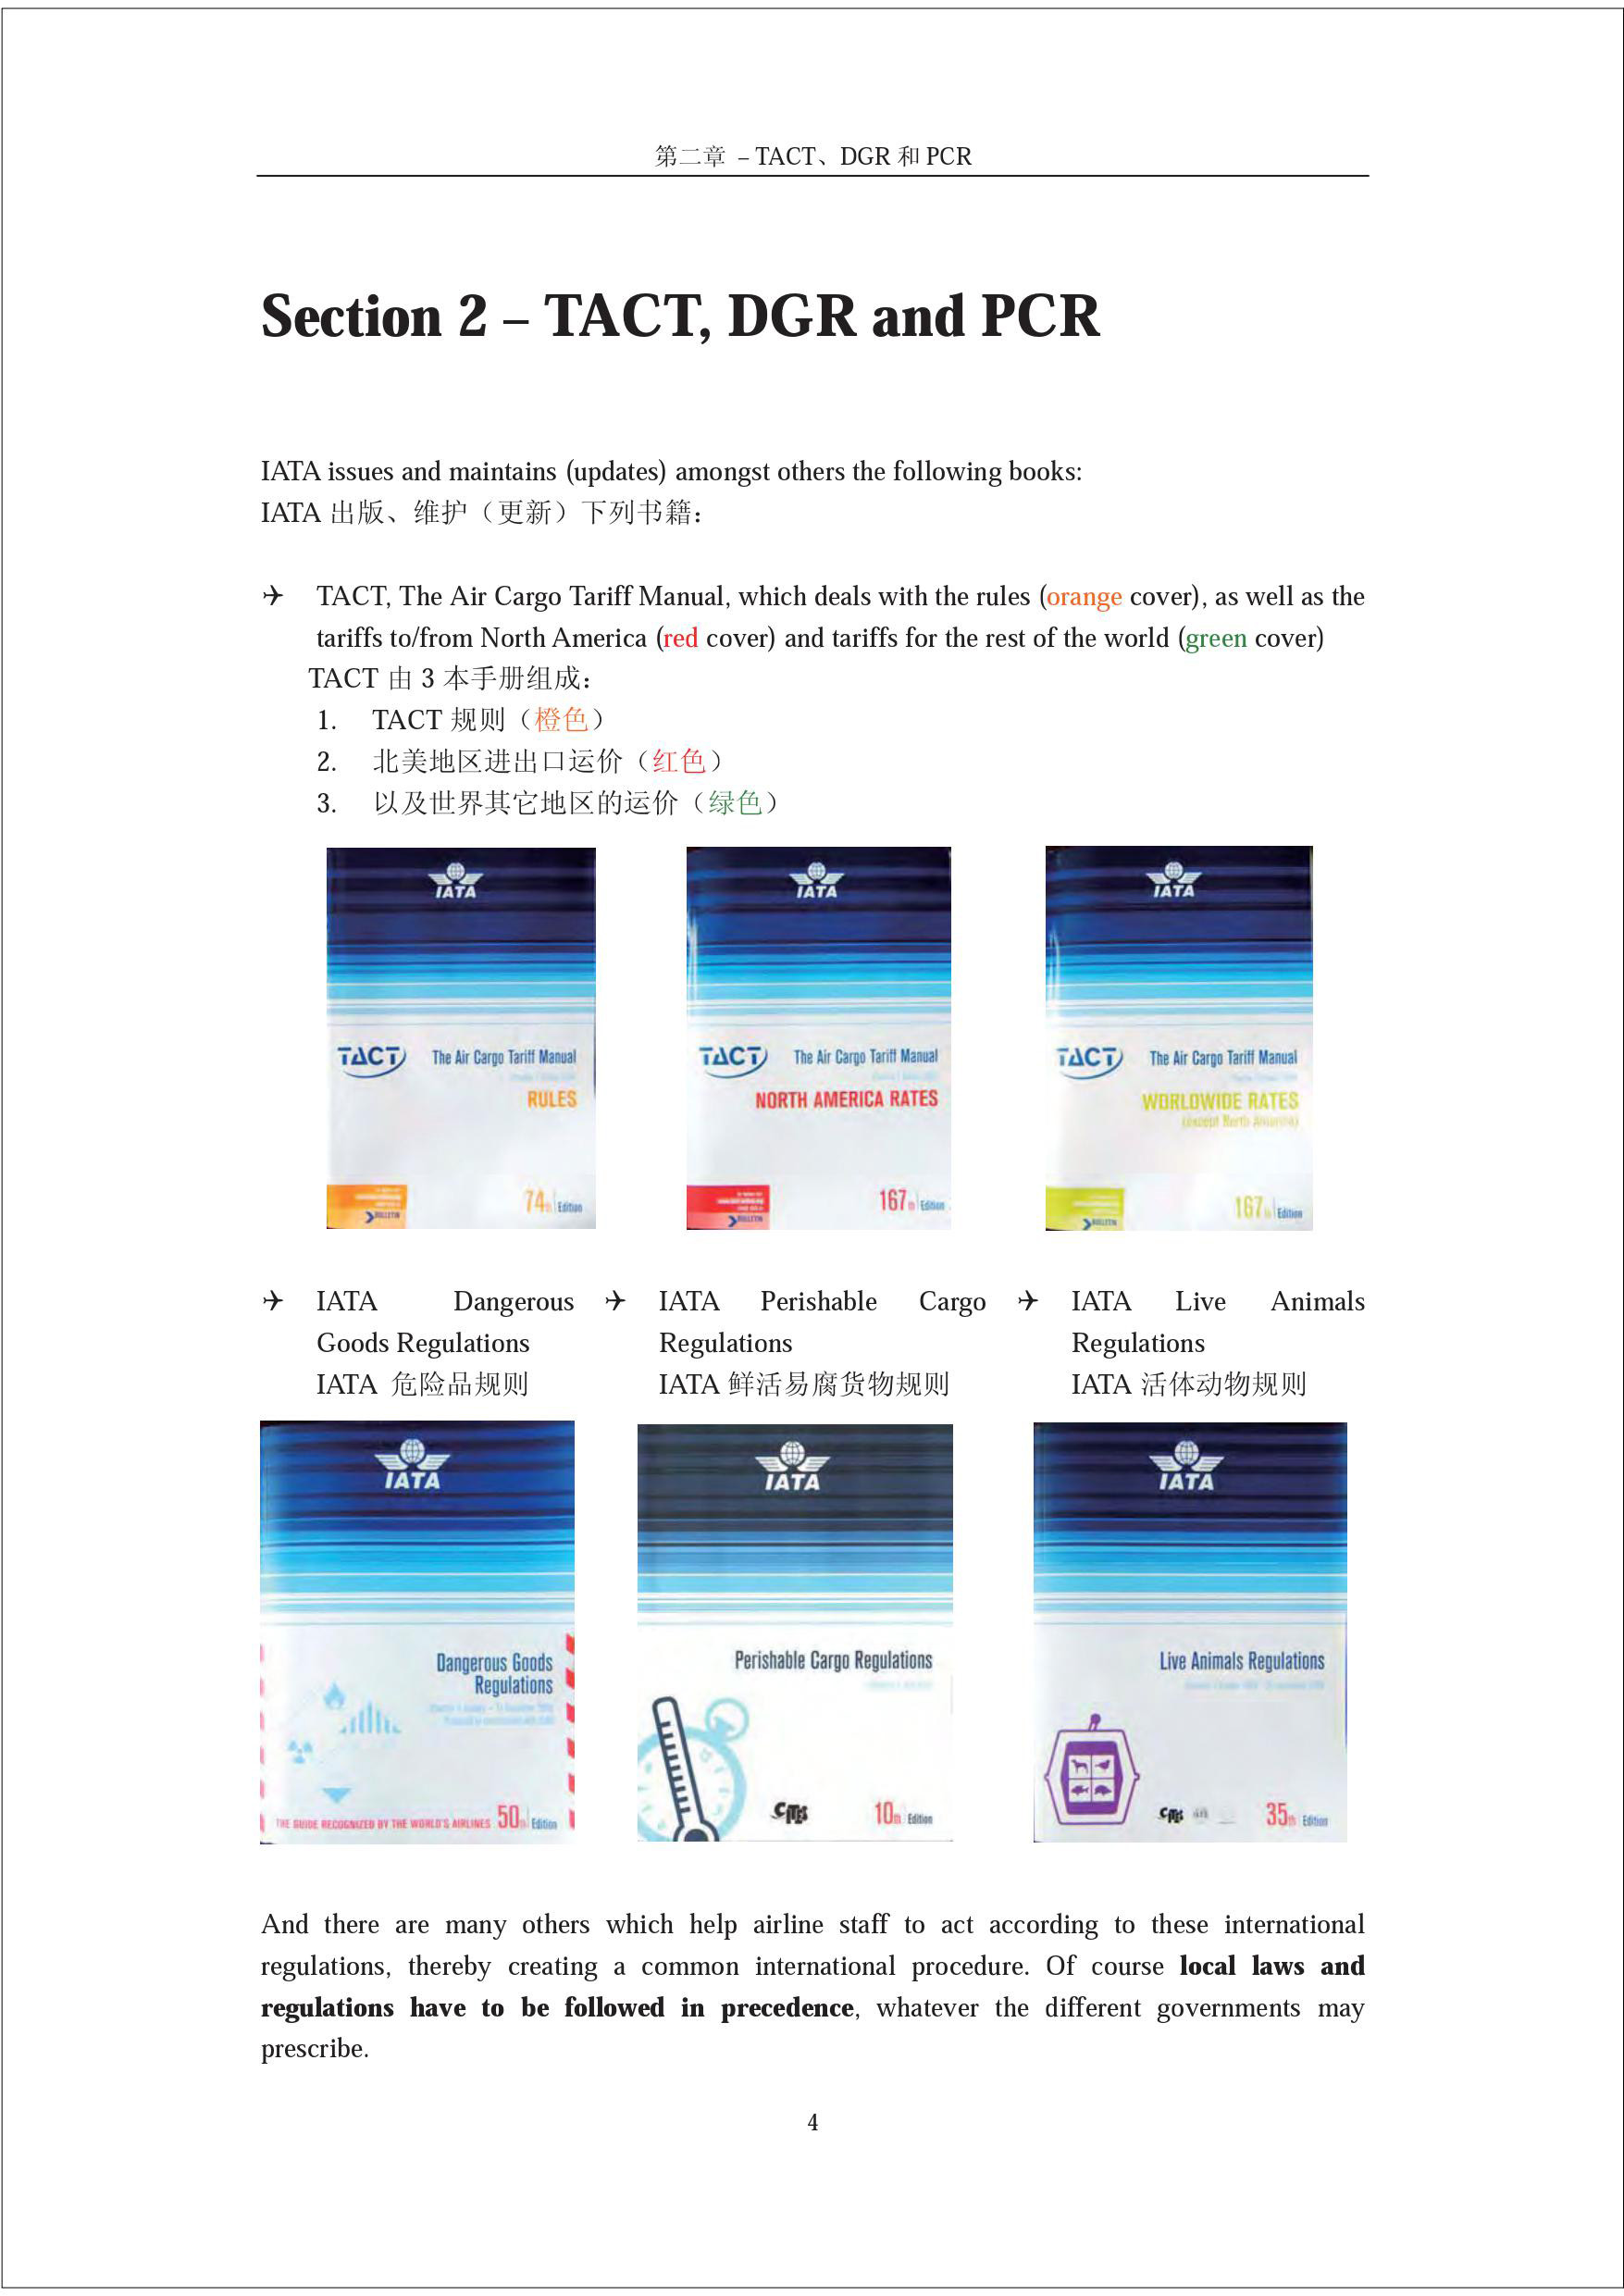 第二章 – TACT、DGR 和 PCR
Section 2 – TACT, DGR and PCR
IATA issues and maintains (updates) amongst others the following books:
IATA 出版、维护（更新）下列书籍：
✈ TACT, The Air Cargo Tariff Manual, which deals with the rules (orange cover), as well as the
tariffs to/from North America (red cover) and tariffs for the rest of the world (green cover)
TACT 由 3 本手册组成：
1. TACT 规则（橙色）
2. 北美地区进出口运价（红色）
3. 以及世界其它地区的运价（绿色）
IATA
TACT The Air Cargo Tariff Manual
RULES
BULLETIN
74th Edition
IATA
TACT The Air Cargo Tariff Manual
NORTH AMERICA RATES
BULLETIN
167th Edition
IATA
TACT The Air Cargo Tariff Manual
WORLDWIDE RATES
(except North America)
BULLETIN
167th Edition
✈ IATA Dangerous
Goods Regulations
IATA 危险品规则
✈ IATA Perishable Cargo
Regulations
IATA 鲜活易腐货物规则
✈ IATA Live Animals
Regulations
IATA 活体动物规则
IATA
Dangerous Goods
Regulations
THE GUIDE RECOGNIZED BY THE WORLD'S AIRLINES 50th Edition
IATA
Perishable Cargo Regulations
CITES
10th Edition
IATA
Live Animals Regulations
CITES
35th Edition
And there are many others which help airline staff to act according to these international
regulations, thereby creating a common international procedure. Of course local laws and
regulations have to be followed in precedence, whatever the different governments may
prescribe.
4